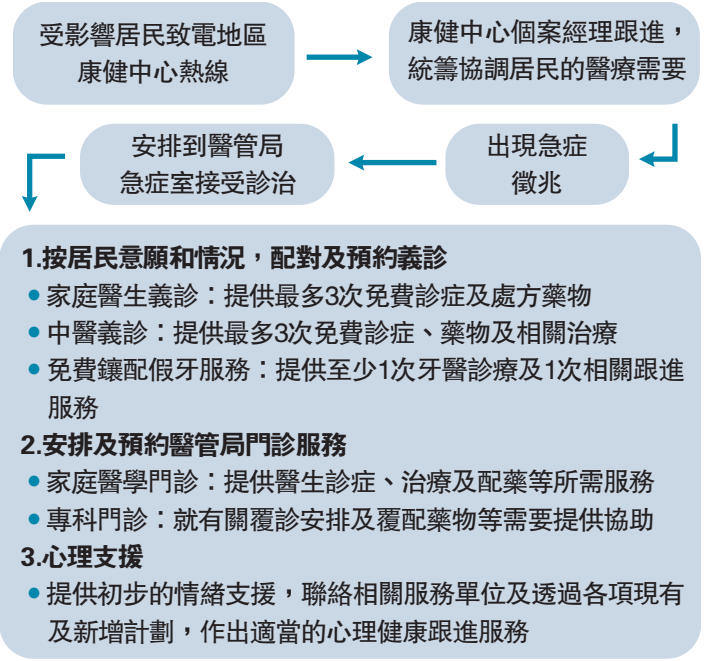 受影響居民致電地區
康健中心熱線
康健中心個案經理跟進，
統籌協調居民的醫療需要
出現急症
徵兆
安排到醫管局
急症室接受診治
1.按居民意願和情況，配對及預約義診
• 家庭醫生義診：提供最多3次免費診症及處方藥物
• 中醫義診：提供最多3次免費診症、藥物及相關治療
• 免費鑲配假牙服務：提供至少1次牙醫診療及1次相關跟進
服務
2.安排及預約醫管局門診服務
• 家庭醫學門診：提供醫生診症、治療及配藥等所需服務
• 專科門診：就有關覆診安排及覆配藥物等需要提供協助
3.心理支援
• 提供初步的情緒支援，聯絡相關服務單位及透過各項現有
及新增計劃，作出適當的心理健康跟進服務